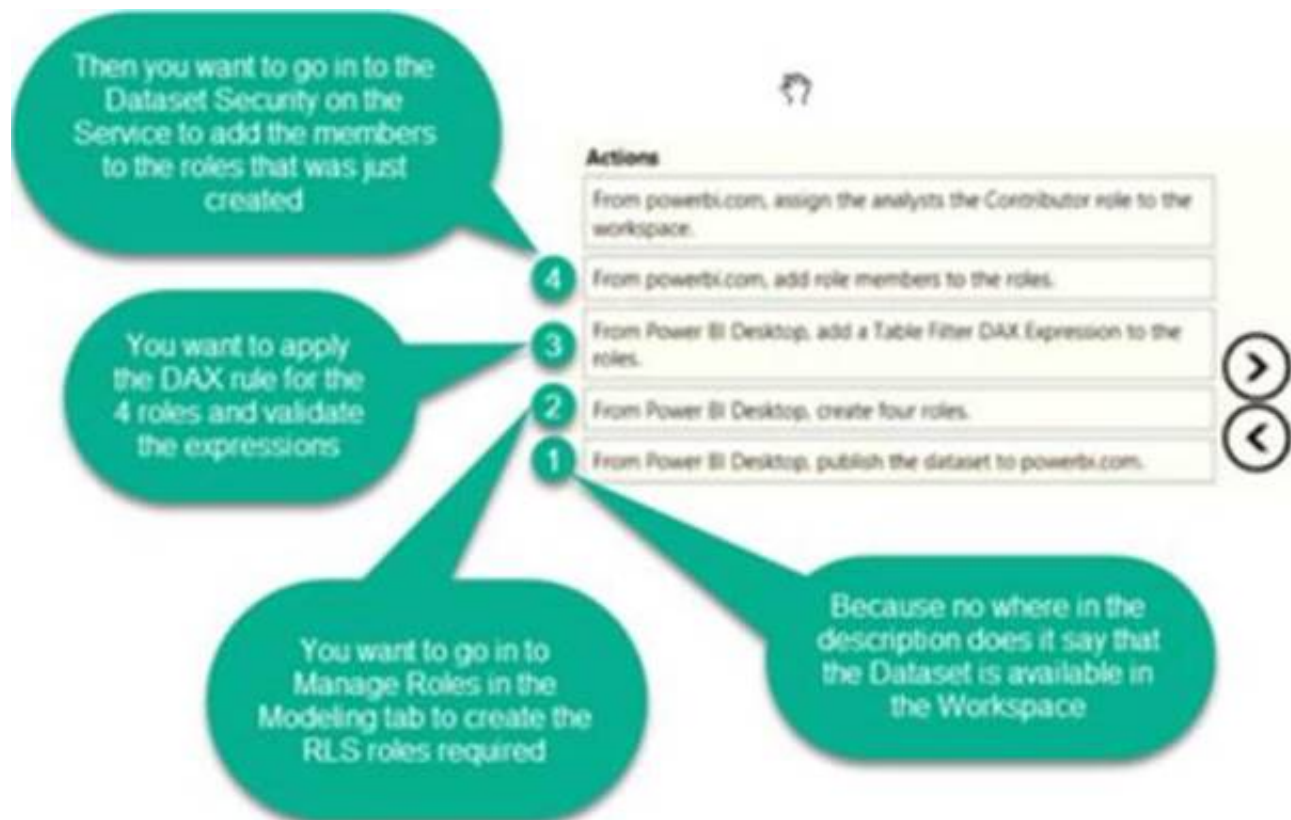 Then you want to go in to the
Dataset Security on the
Service to add the members
to the roles that was just
created
Actions
From powerbi.com, assign the analysts the Contributor role to the
workspace.
4
From powerbi.com, add role members to the roles.
You want to apply
the DAX rule for the
4 roles and validate
the expressions
3
From Power BI Desktop, add a Table Filter DAX Expression to the
roles.
2
From Power BI Desktop, create four roles.
1
From Power BI Desktop, publish the dataset to powerbi.com.
You want to go in to
Manage Roles in the
Modeling tab to create the
RLS roles required
Because no where in the
description does it say that
the Dataset is available in
the Workspace